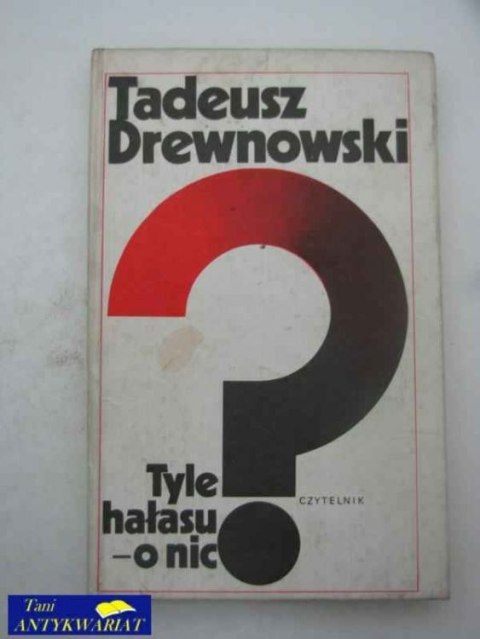 Tadeusz
Drewnowski
?
Tyle
hałasu
– o nic
CZYTELNIK
Tani
ANTYKWARIAT